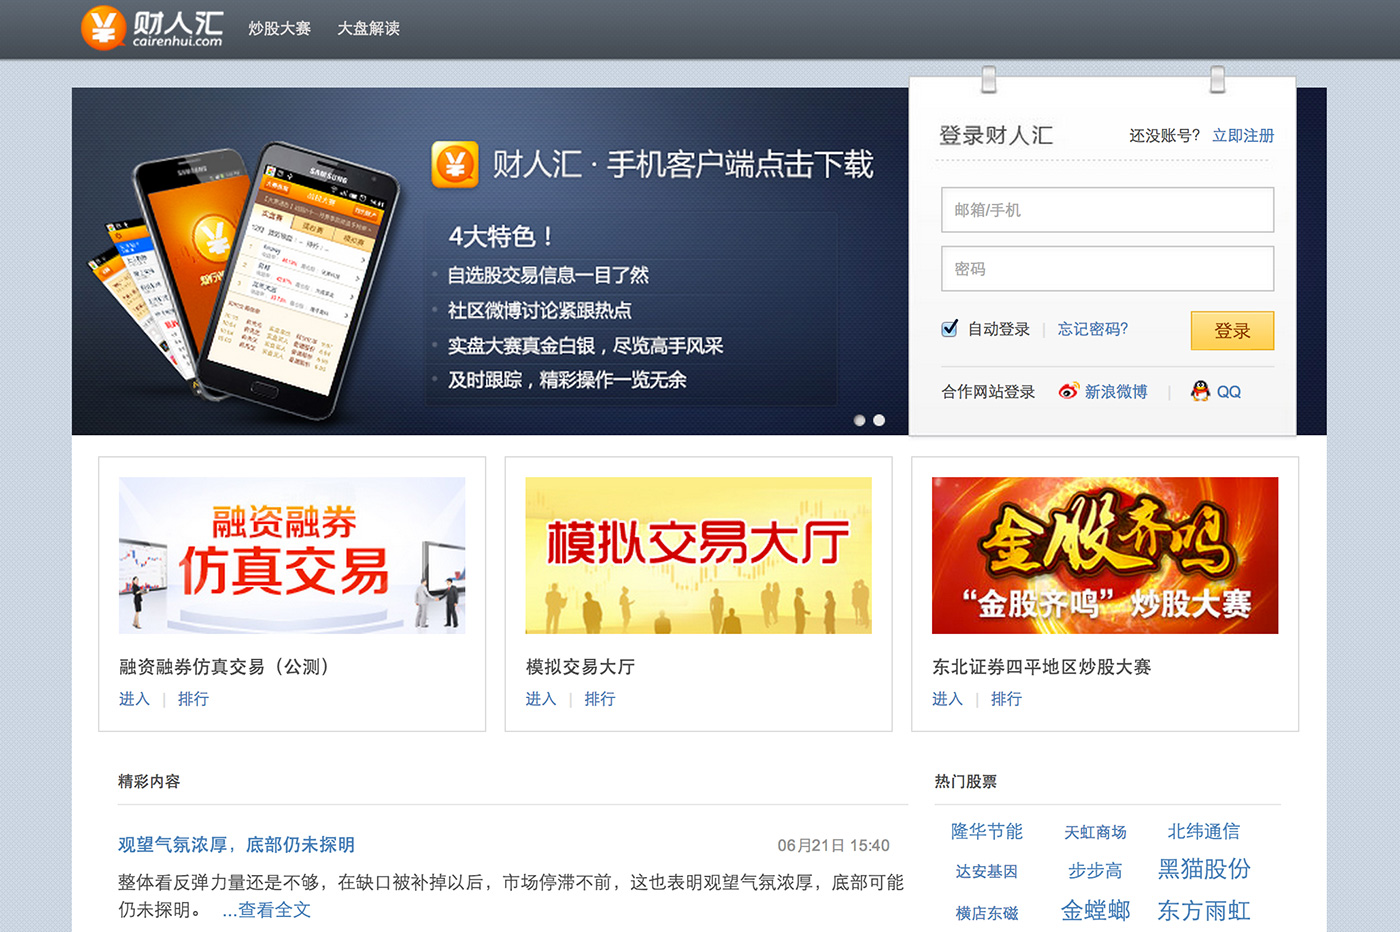 财人汇
cairenhui.com
炒股大赛
大盘解读
财人汇·手机客户端点击下载
4大特色！
自选股交易信息一目了然
社区微博讨论紧跟热点
实盘大赛真金白银，尽览高手风采
及时跟踪，精彩操作一览无余
SAMSUNG
SAMSUNG
登录财人汇
还没账号? 立即注册
邮箱/手机
密码
自动登录 | 忘记密码?
登录
合作网站登录 新浪微博 | QQ
融资融券
仿真交易
融资融券仿真交易（公测）
进入 | 排行
模拟交易大厅
模拟交易大厅
进入 | 排行
金股齐鸣
“金股齐鸣” 炒股大赛
东北证券四平地区炒股大赛
进入 | 排行
精彩内容
观望气氛浓厚，底部仍未探明
06月21日 15:40
整体看反弹力量还是不够，在缺口被补掉以后，市场停滞不前，这也表明观望气氛浓厚，底部可能
仍未探明。 ...查看全文
热门股票
隆华节能 天虹商场 北纬通信
达安基因 步步高 黑猫股份
横店东磁 金螳螂 东方雨虹